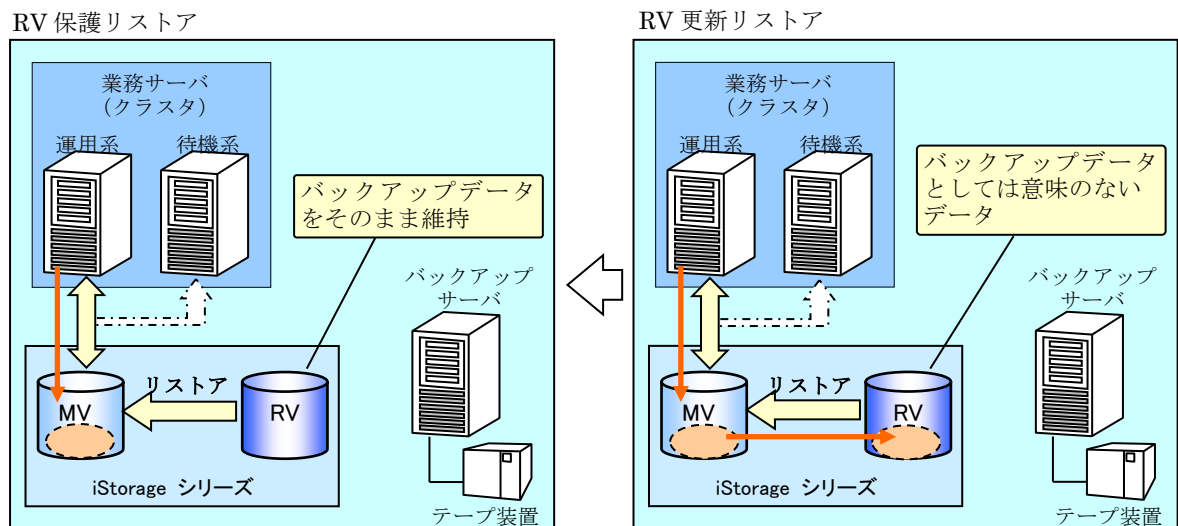 RV 保護リストア
業務サーバ
(クラスタ)
運用系
待機系
バックアップデータ
をそのまま維持
バックアップ
サーバ
リストア
MV
RV
iStorage シリーズ
テープ装置
RV 更新リストア
業務サーバ
(クラスタ)
運用系
待機系
バックアップデータ
としては意味のない
データ
バックアップ
サーバ
リストア
MV
RV
iStorage シリーズ
テープ装置